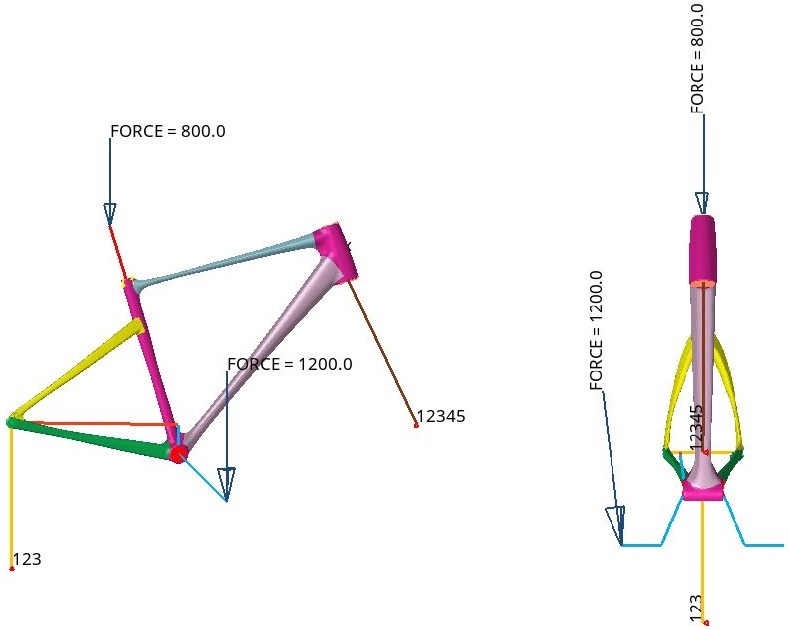 FORCE = 800.0
FORCE = 1200.0
12345
123
FORCE = 800.0
FORCE = 1200.0
12345
123